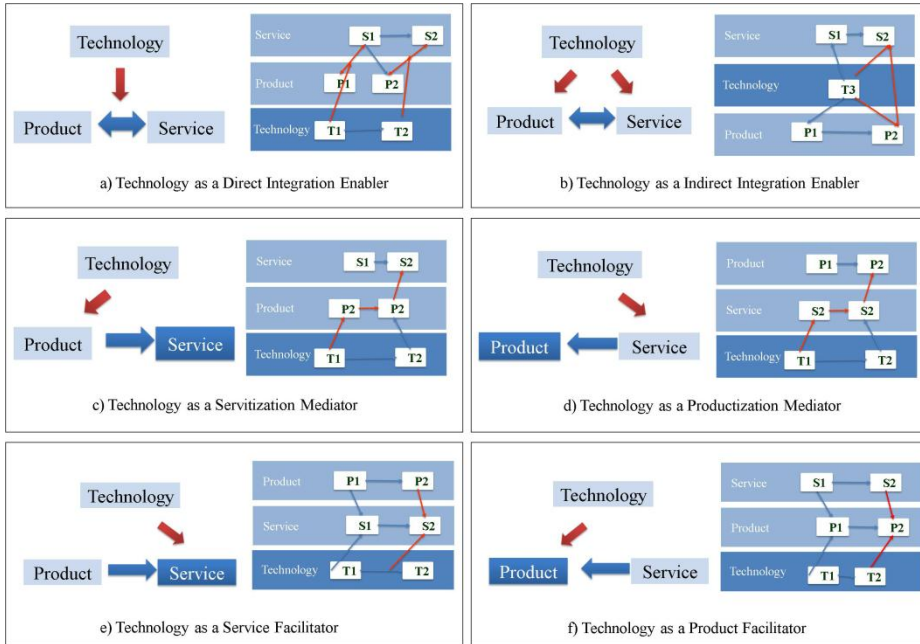 Technology
Product
Service
Service
S1
S2
Product
P1
P2
Technology
T1
T2
a) Technology as a Direct Integration Enabler
Technology
Product
Service
Service
S1
S2
Technology
T3
Product
P1
P2
b) Technology as a Indirect Integration Enabler
Technology
Product
Service
Service
S1
S2
Product
P2
P2
Technology
T1
T2
c) Technology as a Servitization Mediator
Technology
Product
Service
Product
P1
P2
Service
S2
S2
Technology
T1
T2
d) Technology as a Productization Mediator
Technology
Product
Service
Product
P1
P2
Service
S1
S2
Technology
T1
T2
e) Technology as a Service Facilitator
Technology
Product
Service
Service
S1
S2
Product
P1
P2
Technology
T1
T2
f) Technology as a Product Facilitator